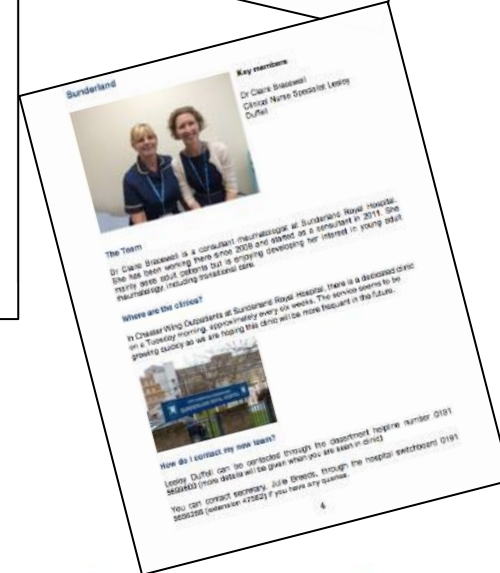 Sunderland
Key members
Dr Claire Bracewell
Clinical Nurse Specialist Lesley
Duffell
The Team
Dr Claire Bracewell is a consultant rheumatologist at Sunderland Royal Hospital.
She has been working there since 2008 and started as a consultant in 2011. She
mainly sees adult patients but is enjoying developing her interest in young adult
rheumatology, including transitional care.
Where are the clinics?
In Chester Wing Outpatients at Sunderland Royal Hospital, there is a dedicated clinic
on a Tuesday morning, approximately every six weeks. The service seems to be
growing quickly so we are hoping this clinic will be more frequent in the future.
SUNDERLAND ROYAL HOSPITAL
How do I contact my new team?
Lesley Duffell can be contacted through the department helpline number 0191
(more details will be given when you are seen in clinic)
You can contact secretary, Julie Breeds, through the hospital switchboard 0191
5656256 (extension 47562) if you have any queries.
4